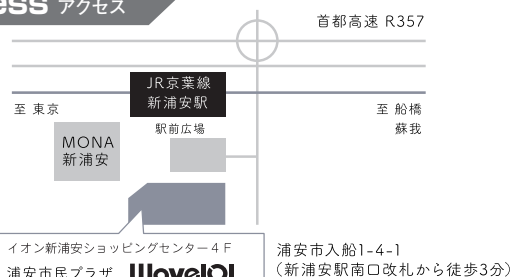 ess アクセス
首都高速 R357
JR京葉線
新浦安駅
至 東京
至 船橋
蘇我
駅前広場
MONA
新浦安
イオン新浦安ショッピングセンター4F
浦安市民プラザ Wave101
浦安市入船1-4-1
(新浦安駅南口改札から徒歩3分)